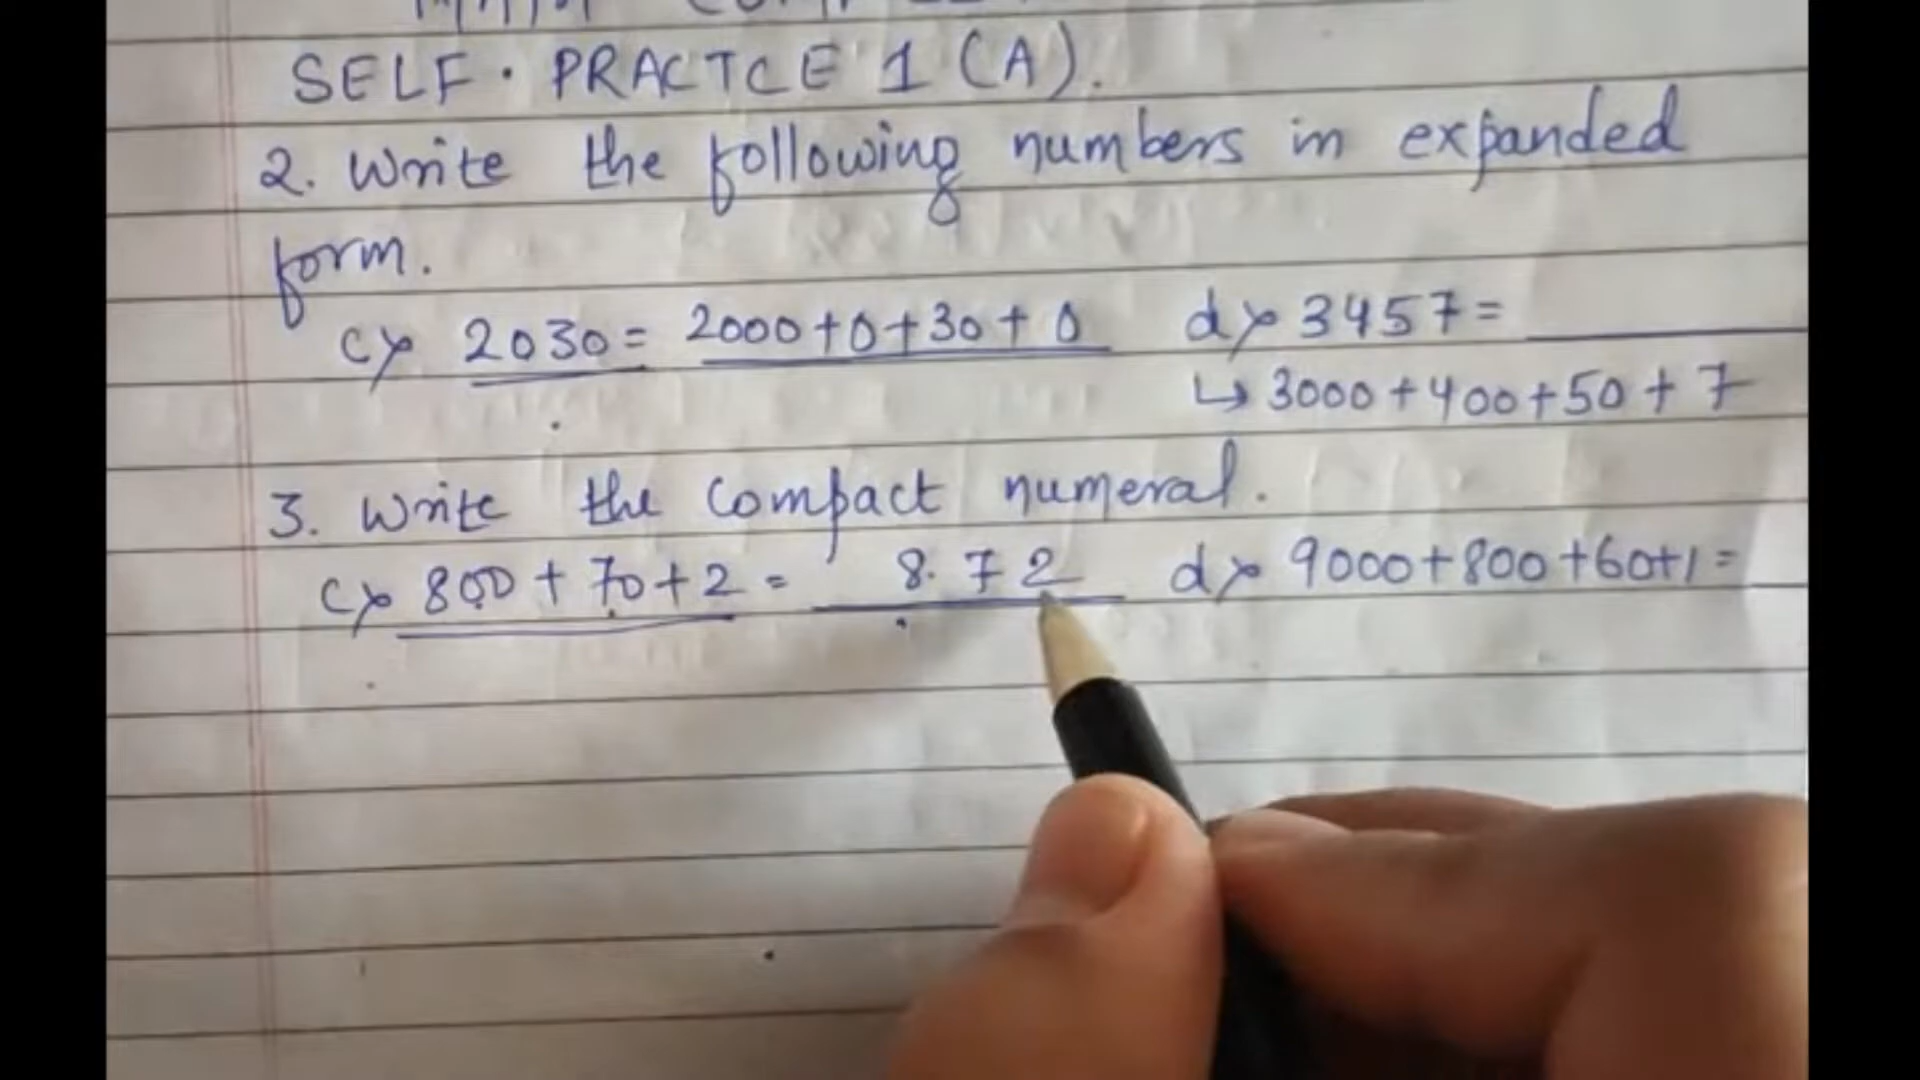 SELF. PRACTCE 1 (A).
2. Write the following numbers in expanded
form.
c> 2030 = 2000+0+30+0 d> 3457 =
↳ 3000+400+50+7
3. Write the compact numeral.
c> 800+70+2 = 8.72 d> 9000+800+60+1=